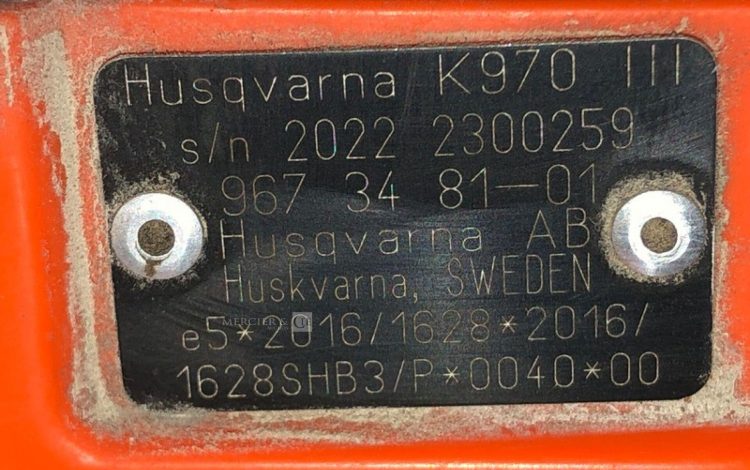 Husqvarna K970 III
s/n 2022 2300259
967 34 81-01
Husqvarna AB
Huskvarna, SWEDEN
MERCIER & C
e5*2016/1628*2016/
1628SHB3/P*0040*00